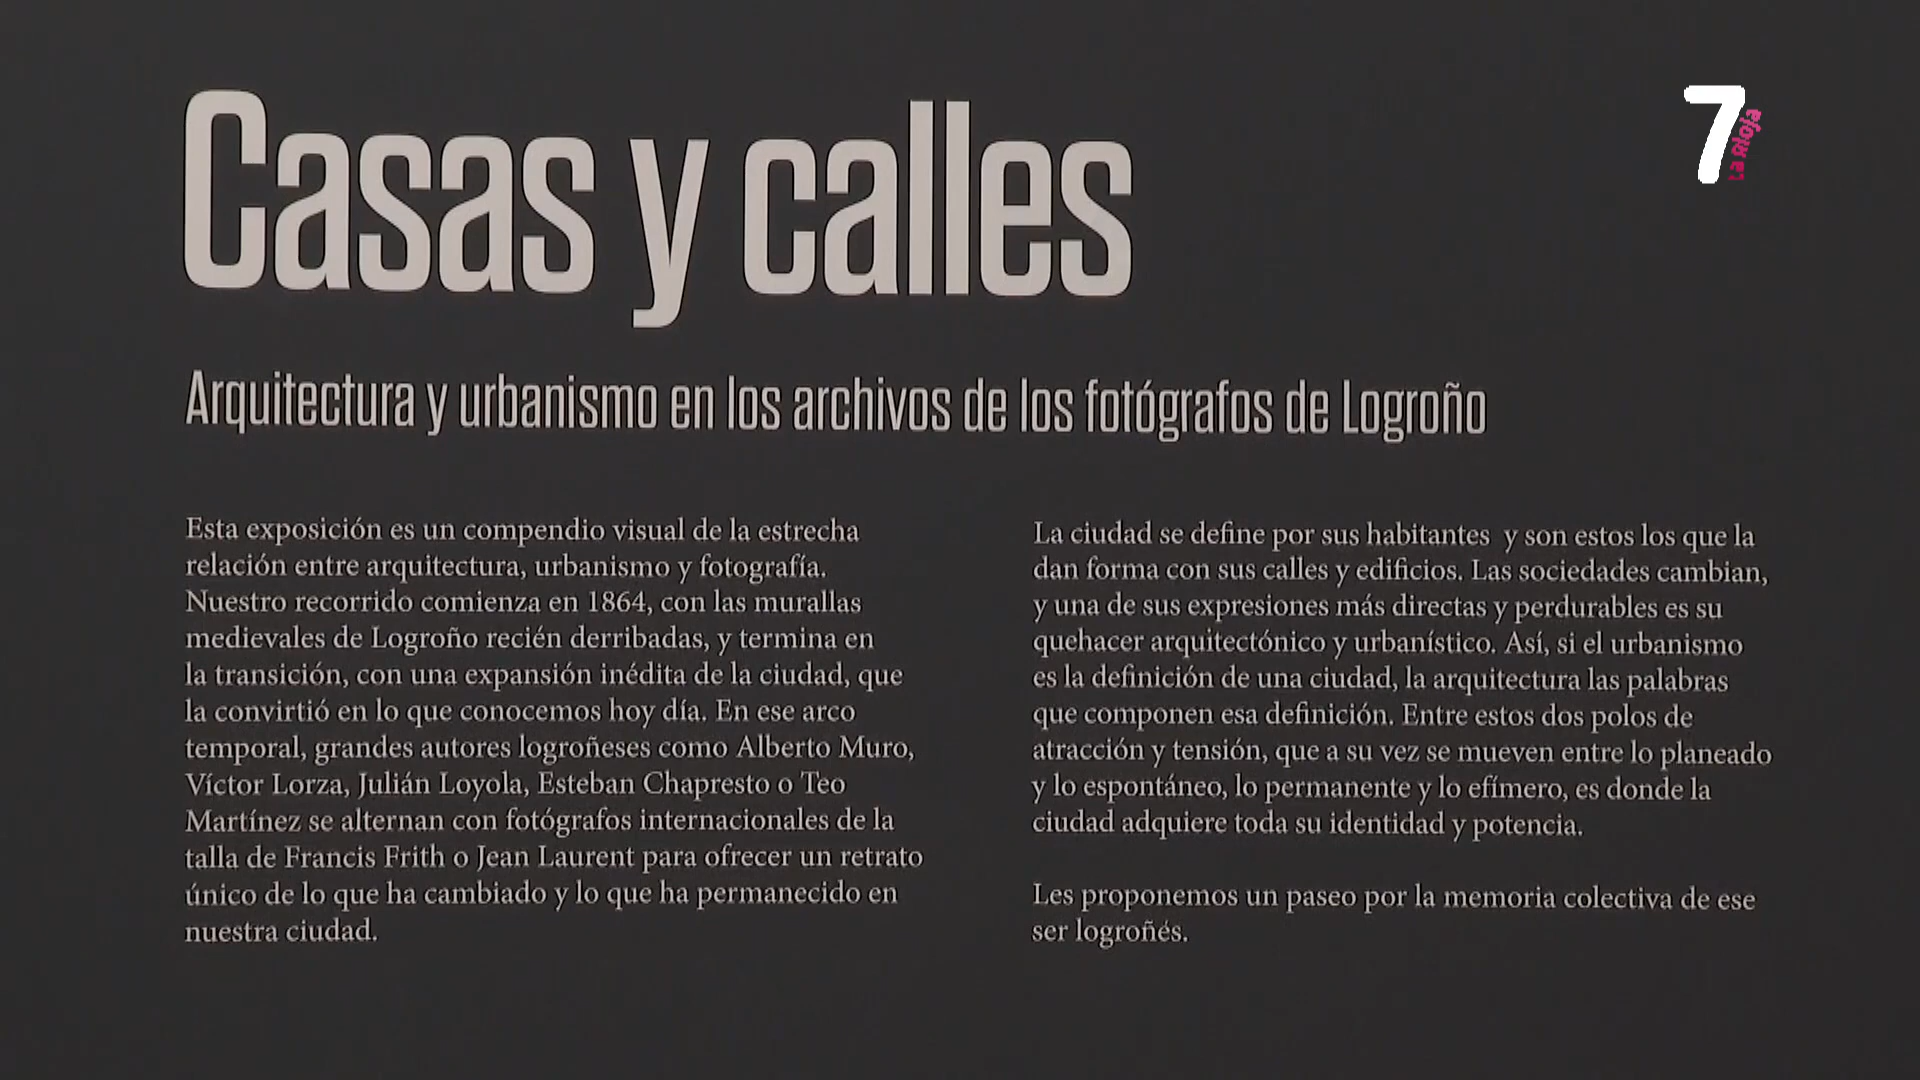 Casas y calles
7 La Rioja
Arquitectura y urbanismo en los archivos de los fotógrafos de Logroño
Esta exposición es un compendio visual de la estrecha
relación entre arquitectura, urbanismo y fotografía.
Nuestro recorrido comienza en 1864, con las murallas
medievales de Logroño recién derribadas, y termina en
la transición, con una expansión inédita de la ciudad, que
la convirtió en lo que conocemos hoy día. En ese arco
temporal, grandes autores logroñeses como Alberto Muro,
Víctor Lorza, Julián Loyola, Esteban Chapresto o Teo
Martínez se alternan con fotógrafos internacionales de la
talla de Francis Frith o Jean Laurent para ofrecer un retrato
único de lo que ha cambiado y lo que ha permanecido en
nuestra ciudad.
La ciudad se define por sus habitantes  y son estos los que la
dan forma con sus calles y edificios. Las sociedades cambian,
y una de sus expresiones más directas y perdurables es su
quehacer arquitectónico y urbanístico. Así, si el urbanismo
es la definición de una ciudad, la arquitectura las palabras
que componen esa definición. Entre estos dos polos de
atracción y tensión, que a su vez se mueven entre lo planeado
y lo espontáneo, lo permanente y lo efímero, es donde la
ciudad adquiere toda su identidad y potencia.
Les proponemos un paseo por la memoria colectiva de ese
ser logroñés.